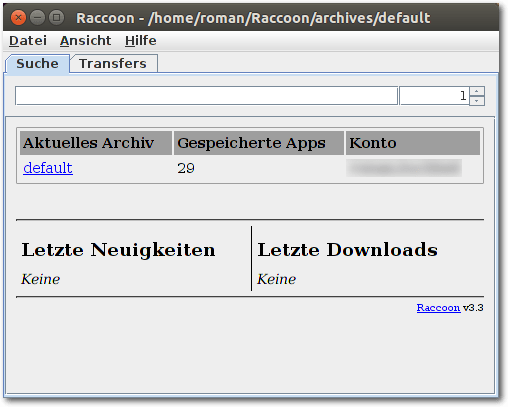 Raccoon - /home/roman/Raccoon/archives/default
Datei Ansicht Hilfe
Suche Transfers
1
Aktuelles Archiv Gespeicherte Apps Konto
default 29
Letzte Neuigkeiten Letzte Downloads
Keine Keine
Raccoon v3.3